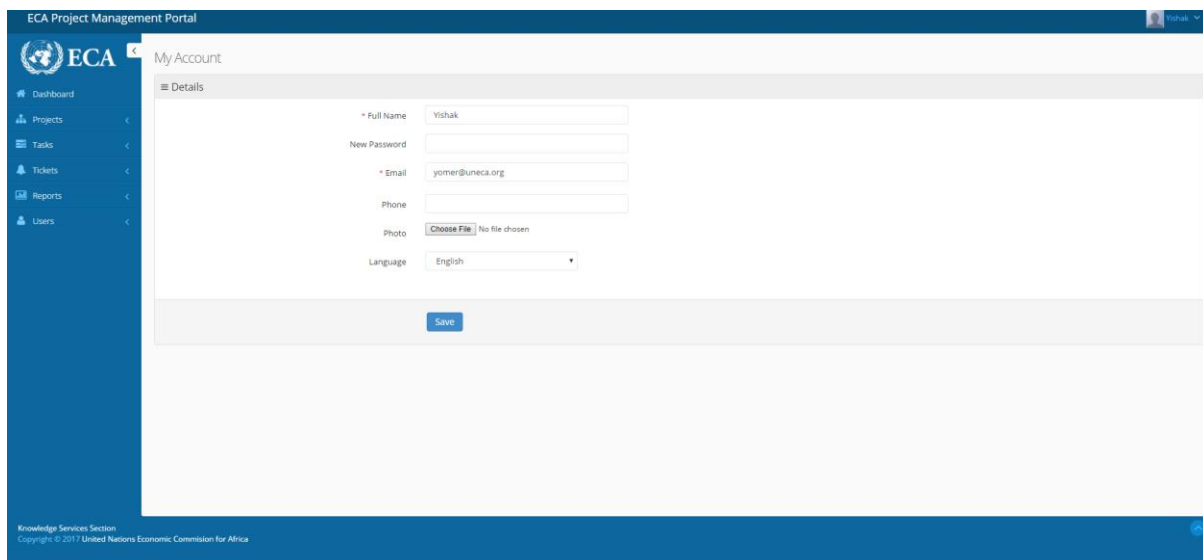 ECA Project Management Portal
Yishak
ECA
My Account
Dashboard
Projects
Tasks
Tickets
Reports
Users
Details
* Full Name Yishak
New Password
* Email yomer@uneca.org
Phone
Photo Choose File No file chosen
Language English
Save
Knowledge Services Section
Copyright © 2017 United Nations Economic Commision for Africa